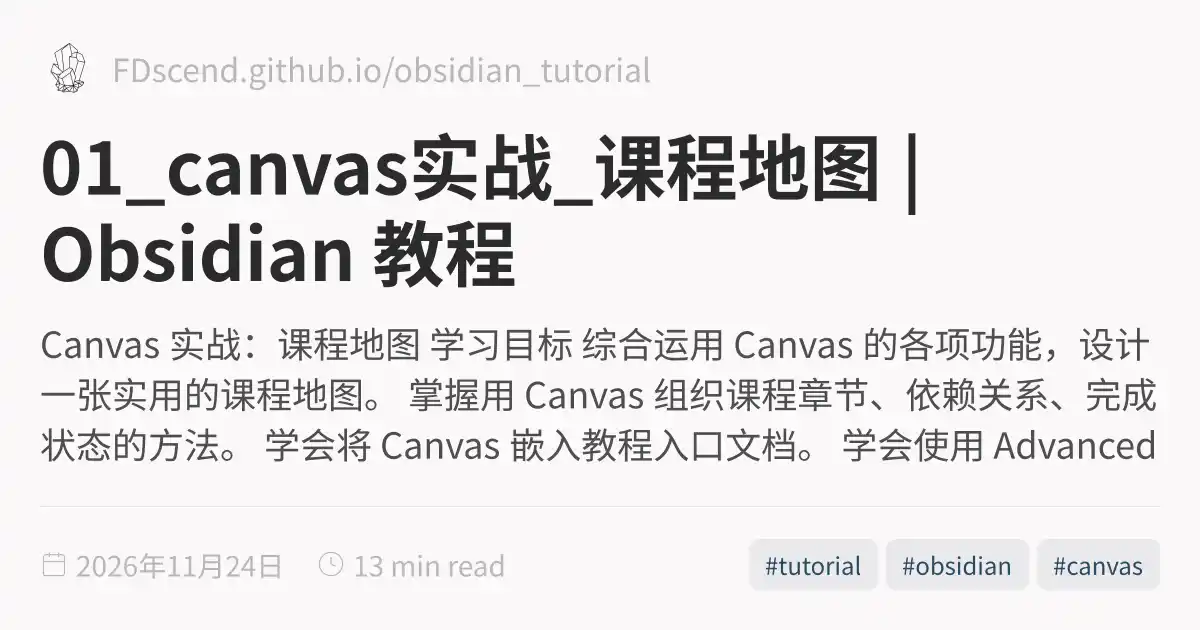 FDscend.github.io/obsidian_tutorial
01_canvas实战_课程地图 |
Obsidian 教程
Canvas 实战：课程地图 学习目标 综合运用 Canvas 的各项功能，设计
一张实用的课程地图。 掌握用 Canvas 组织课程章节、依赖关系、完成
状态的方法。 学会将 Canvas 嵌入教程入口文档。 学会使用 Advanced
2026年11月24日 13 min read #tutorial #obsidian #canvas